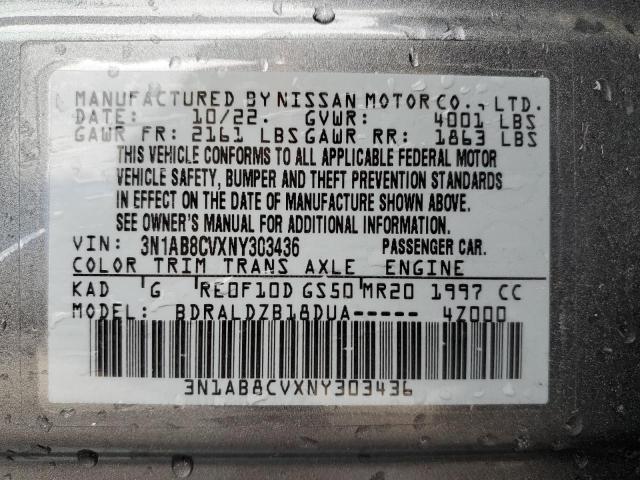 MANUFACTURED BY NISSAN MOTOR CO., LTD.
DATE: 10/22. GVWR: 4001 LBS
GAWR FR: 2161 LBS GAWR RR: 1863 LBS
THIS VEHICLE CONFORMS TO ALL APPLICABLE FEDERAL MOTOR
VEHICLE SAFETY, BUMPER AND THEFT PREVENTION STANDARDS
IN EFFECT ON THE DATE OF MANUFACTURE SHOWN ABOVE.
SEE OWNER'S MANUAL FOR ADDITIONAL INFORMATION.
VIN: 3N1AB8CVXNY303436 PASSENGER CAR.
COLOR TRIM TRANS AXLE ENGINE
KAD G RE0F10D GS50 MR20 1997 CC
MODEL: BDRALDZB18DUA----- 4Z000
3N1AB8CVXNY303436